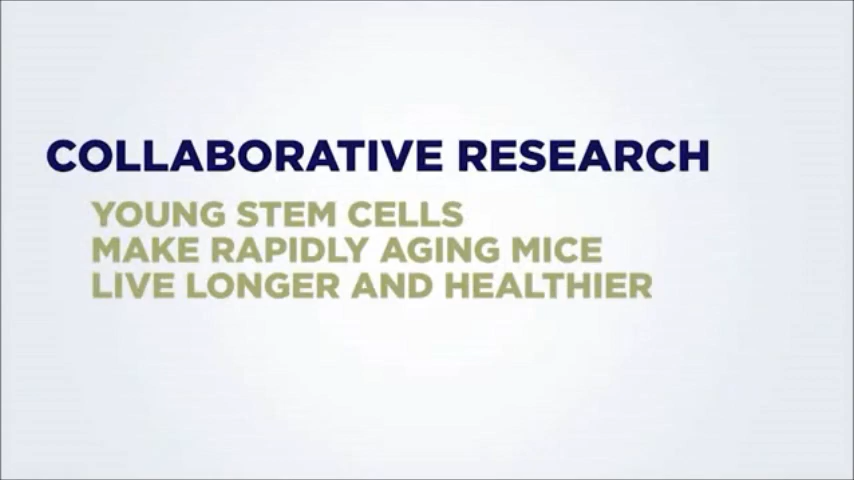 COLLABORATIVE RESEARCH
YOUNG STEM CELLS
MAKE RAPIDLY AGING MICE
LIVE LONGER AND HEALTHIER